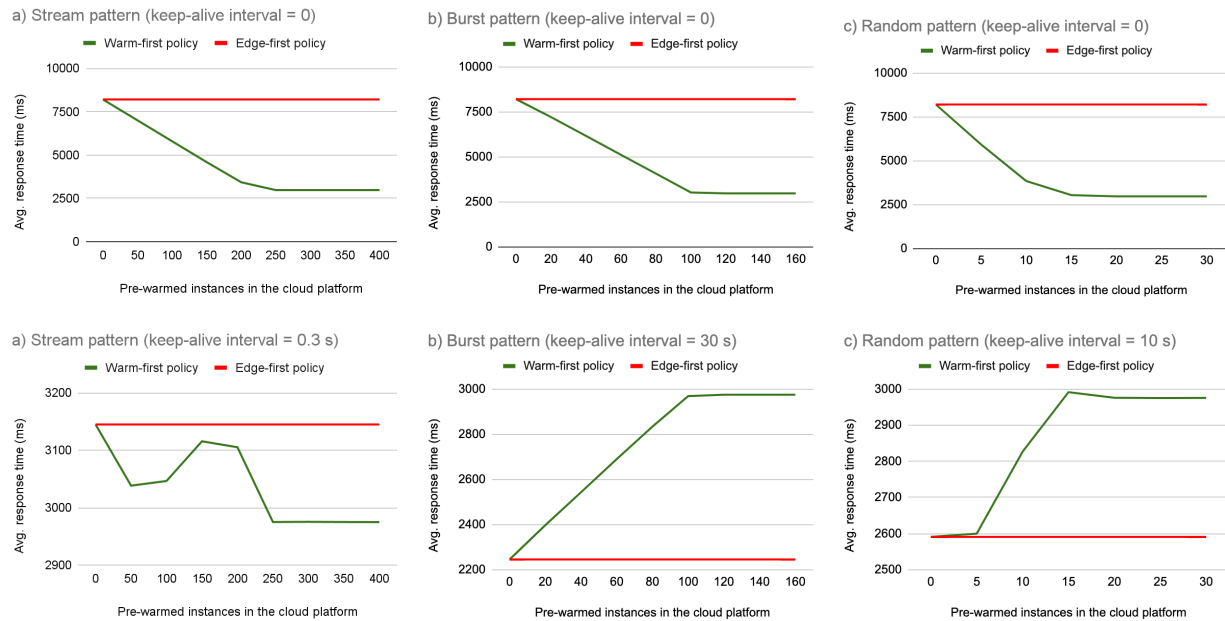 a) Stream pattern (keep-alive interval = 0)
Warm-first policy Edge-first policy
Avg. response time (ms)
10000
7500
5000
2500
0
0 50 100 150 200 250 300 350 400
Pre-warmed instances in the cloud platform
b) Burst pattern (keep-alive interval = 0)
Warm-first policy Edge-first policy
Avg. response time (ms)
10000
7500
5000
2500
0
0 20 40 60 80 100 120 140 160
Pre-warmed instances in the cloud platform
c) Random pattern (keep-alive interval = 0)
Warm-first policy Edge-first policy
Avg. response time (ms)
10000
7500
5000
2500
0
0 5 10 15 20 25 30
Pre-warmed instances in the cloud platform
a) Stream pattern (keep-alive interval = 0.3 s)
Warm-first policy Edge-first policy
Avg. response time (ms)
3200
3100
3000
2900
0 50 100 150 200 250 300 350 400
Pre-warmed instances in the cloud platform
b) Burst pattern (keep-alive interval = 30 s)
Warm-first policy Edge-first policy
Avg. response time (ms)
3000
2800
2600
2400
2200
0 20 40 60 80 100 120 140 160
Pre-warmed instances in the cloud platform
c) Random pattern (keep-alive interval = 10 s)
Warm-first policy Edge-first policy
Avg. response time (ms)
3000
2900
2800
2700
2600
2500
0 5 10 15 20 25 30
Pre-warmed instances in the cloud platform